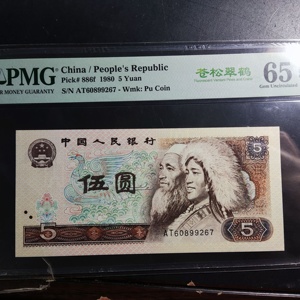 PMG
China / People's Republic
Pick# 886f 1980 5 Yuan
S/N AT60899267 - Wmk: Pu Coin
苍松翠鹤
65
Gem Uncirculated
中国人民银行
伍圆
5
AT60899267
5